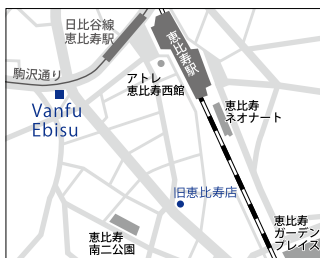 日比谷線
恵比寿駅
恵比寿駅
駒沢通り
アトレ
恵比寿西館
Vanfu
Ebisu
恵比寿
ネオナート
旧恵比寿店
恵比寿
南二公園
恵比寿
ガーデン
プレイス